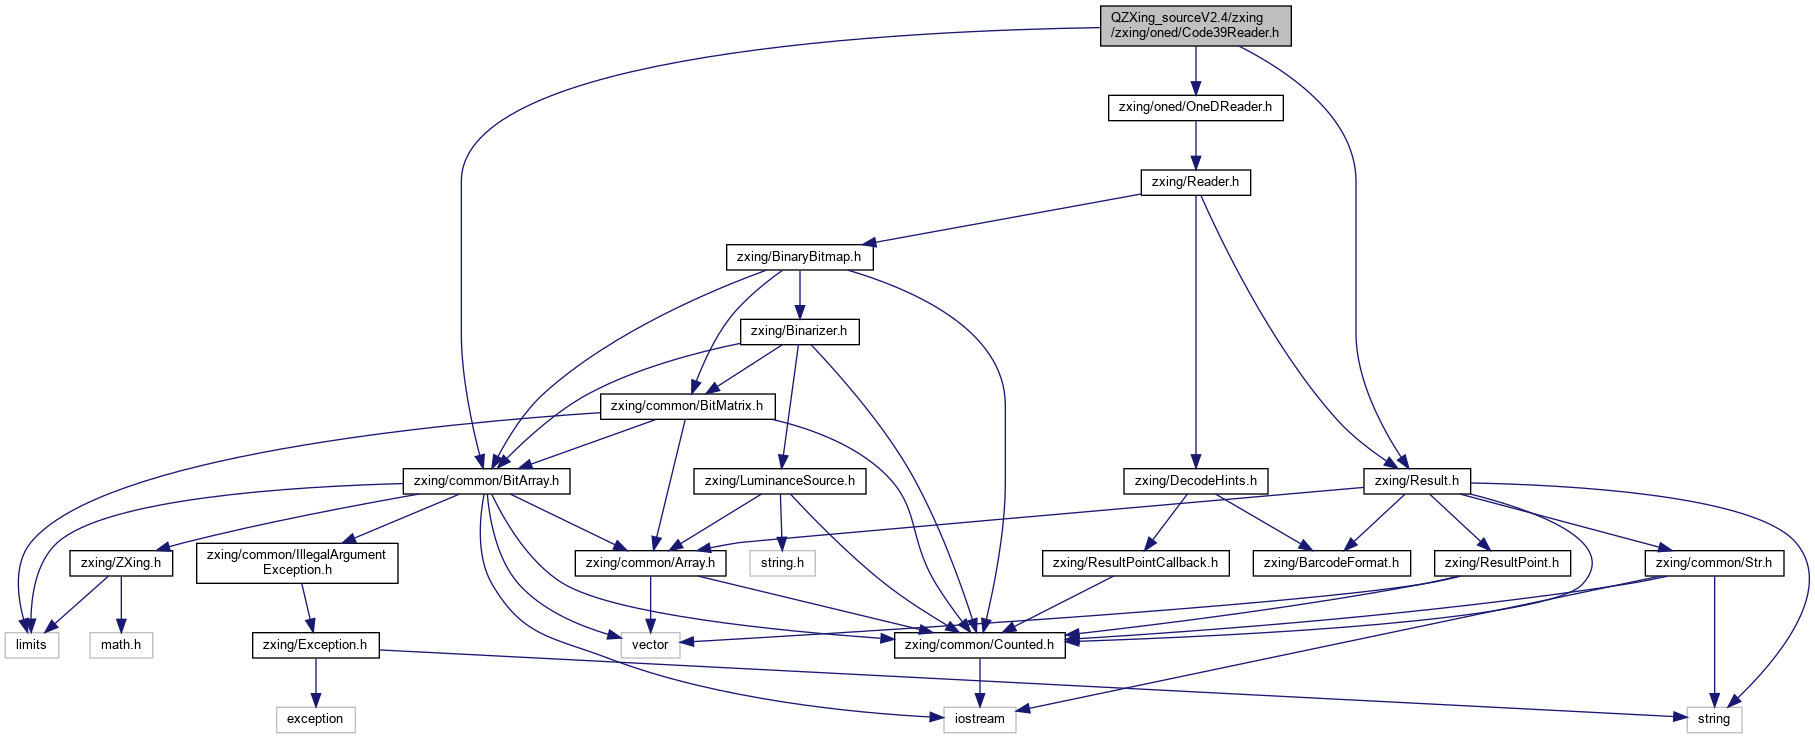 QZXing_sourceV2.4/zxing
/zxing/oned/Code39Reader.h
zxing/oned/OneDReader.h
zxing/Reader.h
zxing/BinaryBitmap.h
zxing/Binarizer.h
zxing/common/BitMatrix.h
zxing/common/BitArray.h
zxing/LuminanceSource.h
zxing/DecodeHints.h
zxing/Result.h
zxing/ZXing.h
zxing/common/IllegalArgument
Exception.h
zxing/common/Array.h
string.h
zxing/ResultPointCallback.h
zxing/BarcodeFormat.h
zxing/ResultPoint.h
zxing/common/Str.h
limits
math.h
zxing/Exception.h
vector
zxing/common/Counted.h
exception
iostream
string